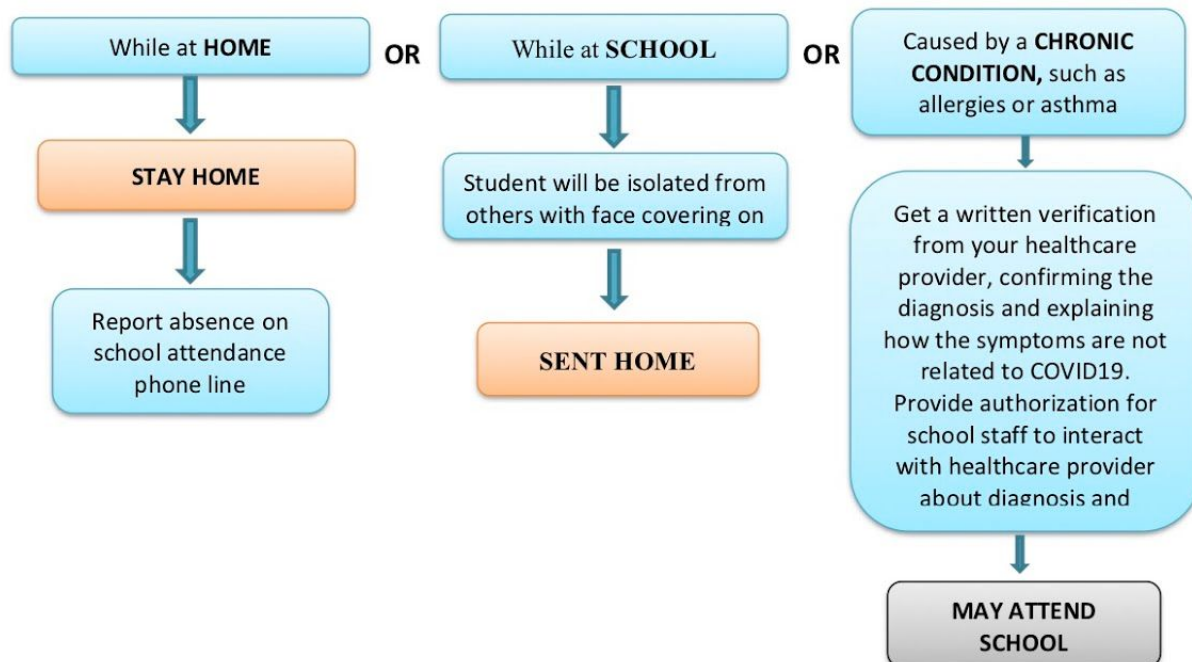 While at HOME
STAY HOME
Report absence on
school attendance
phone line
OR
While at SCHOOL
Student will be isolated from
others with face covering on
SENT HOME
OR
Caused by a CHRONIC
CONDITION, such as
allergies or asthma
Get a written verification
from your healthcare
provider, confirming the
diagnosis and explaining
how the symptoms are not
related to COVID19.
Provide authorization for
school staff to interact
with healthcare provider
about diagnosis and
MAY ATTEND
SCHOOL